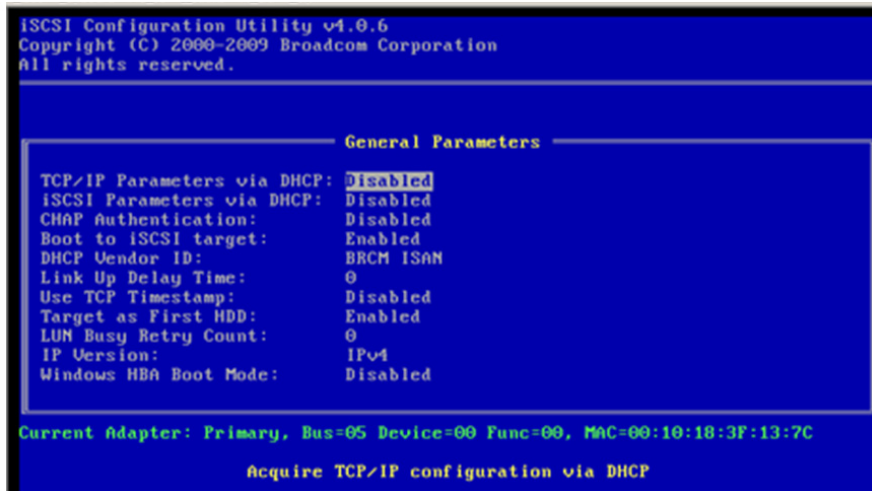 iSCSI Configuration Utility v4.0.6
Copyright (C) 2000-2009 Broadcom Corporation
All rights reserved.
General Parameters
TCP/IP Parameters via DHCP: Disabled
iSCSI Parameters via DHCP: Disabled
CHAP Authentication: Disabled
Boot to iSCSI target: Enabled
DHCP Vendor ID: BRCM ISAN
Link Up Delay Time: 0
Use TCP Timestamp: Disabled
Target as First HDD: Enabled
LUN Busy Retry Count: 0
IP Version: IPv4
Windows HBA Boot Mode: Disabled
Current Adapter: Primary, Bus=05 Device=00 Func=00, MAC=00:10:18:3F:13:7C
Acquire TCP/IP configuration via DHCP